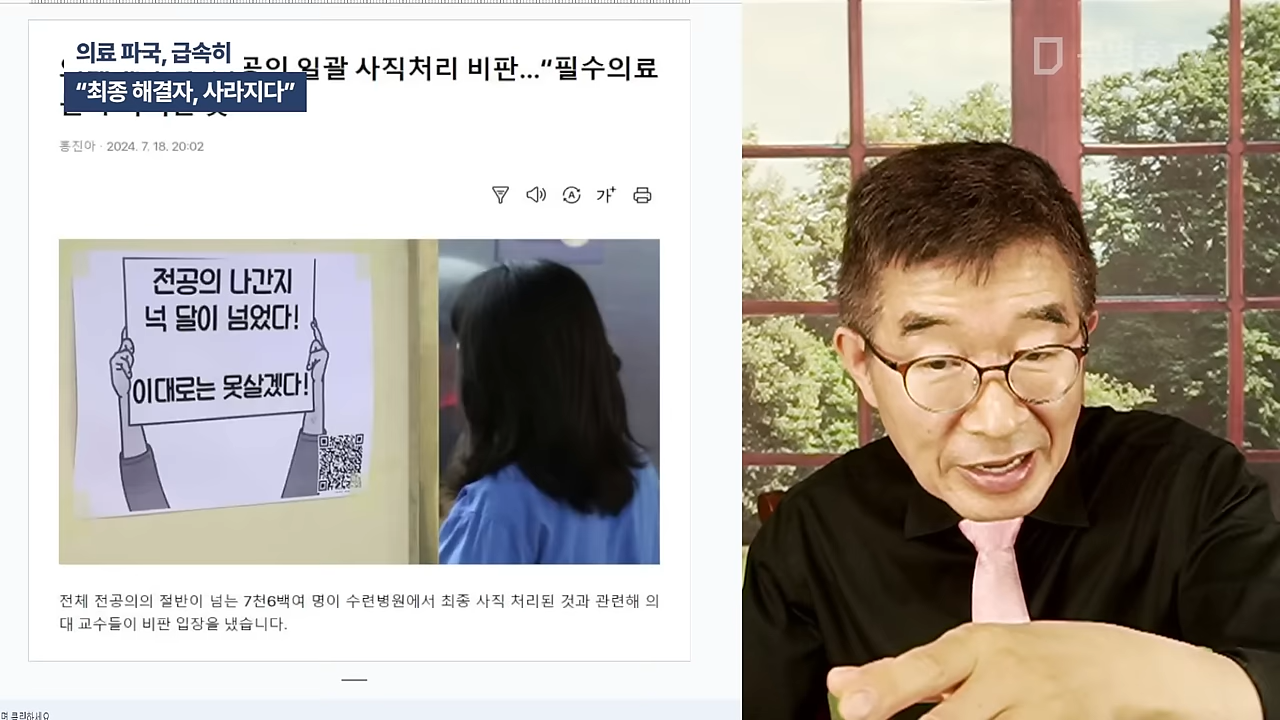 의료 파국, 급속히
“최종 해결자, 사라지다”
일괄 사직처리 비판...“필수의료
홍진아 · 2024. 7. 18. 20:02
가+
전공의 나간지
넉 달이 넘었다!
이대로는 못살겠다!
전체 전공의의 절반이 넘는 7천6백여 명이 수련병원에서 최종 사직 처리된 것과 관련해 의
대 교수들이 비판 입장을 냈습니다.